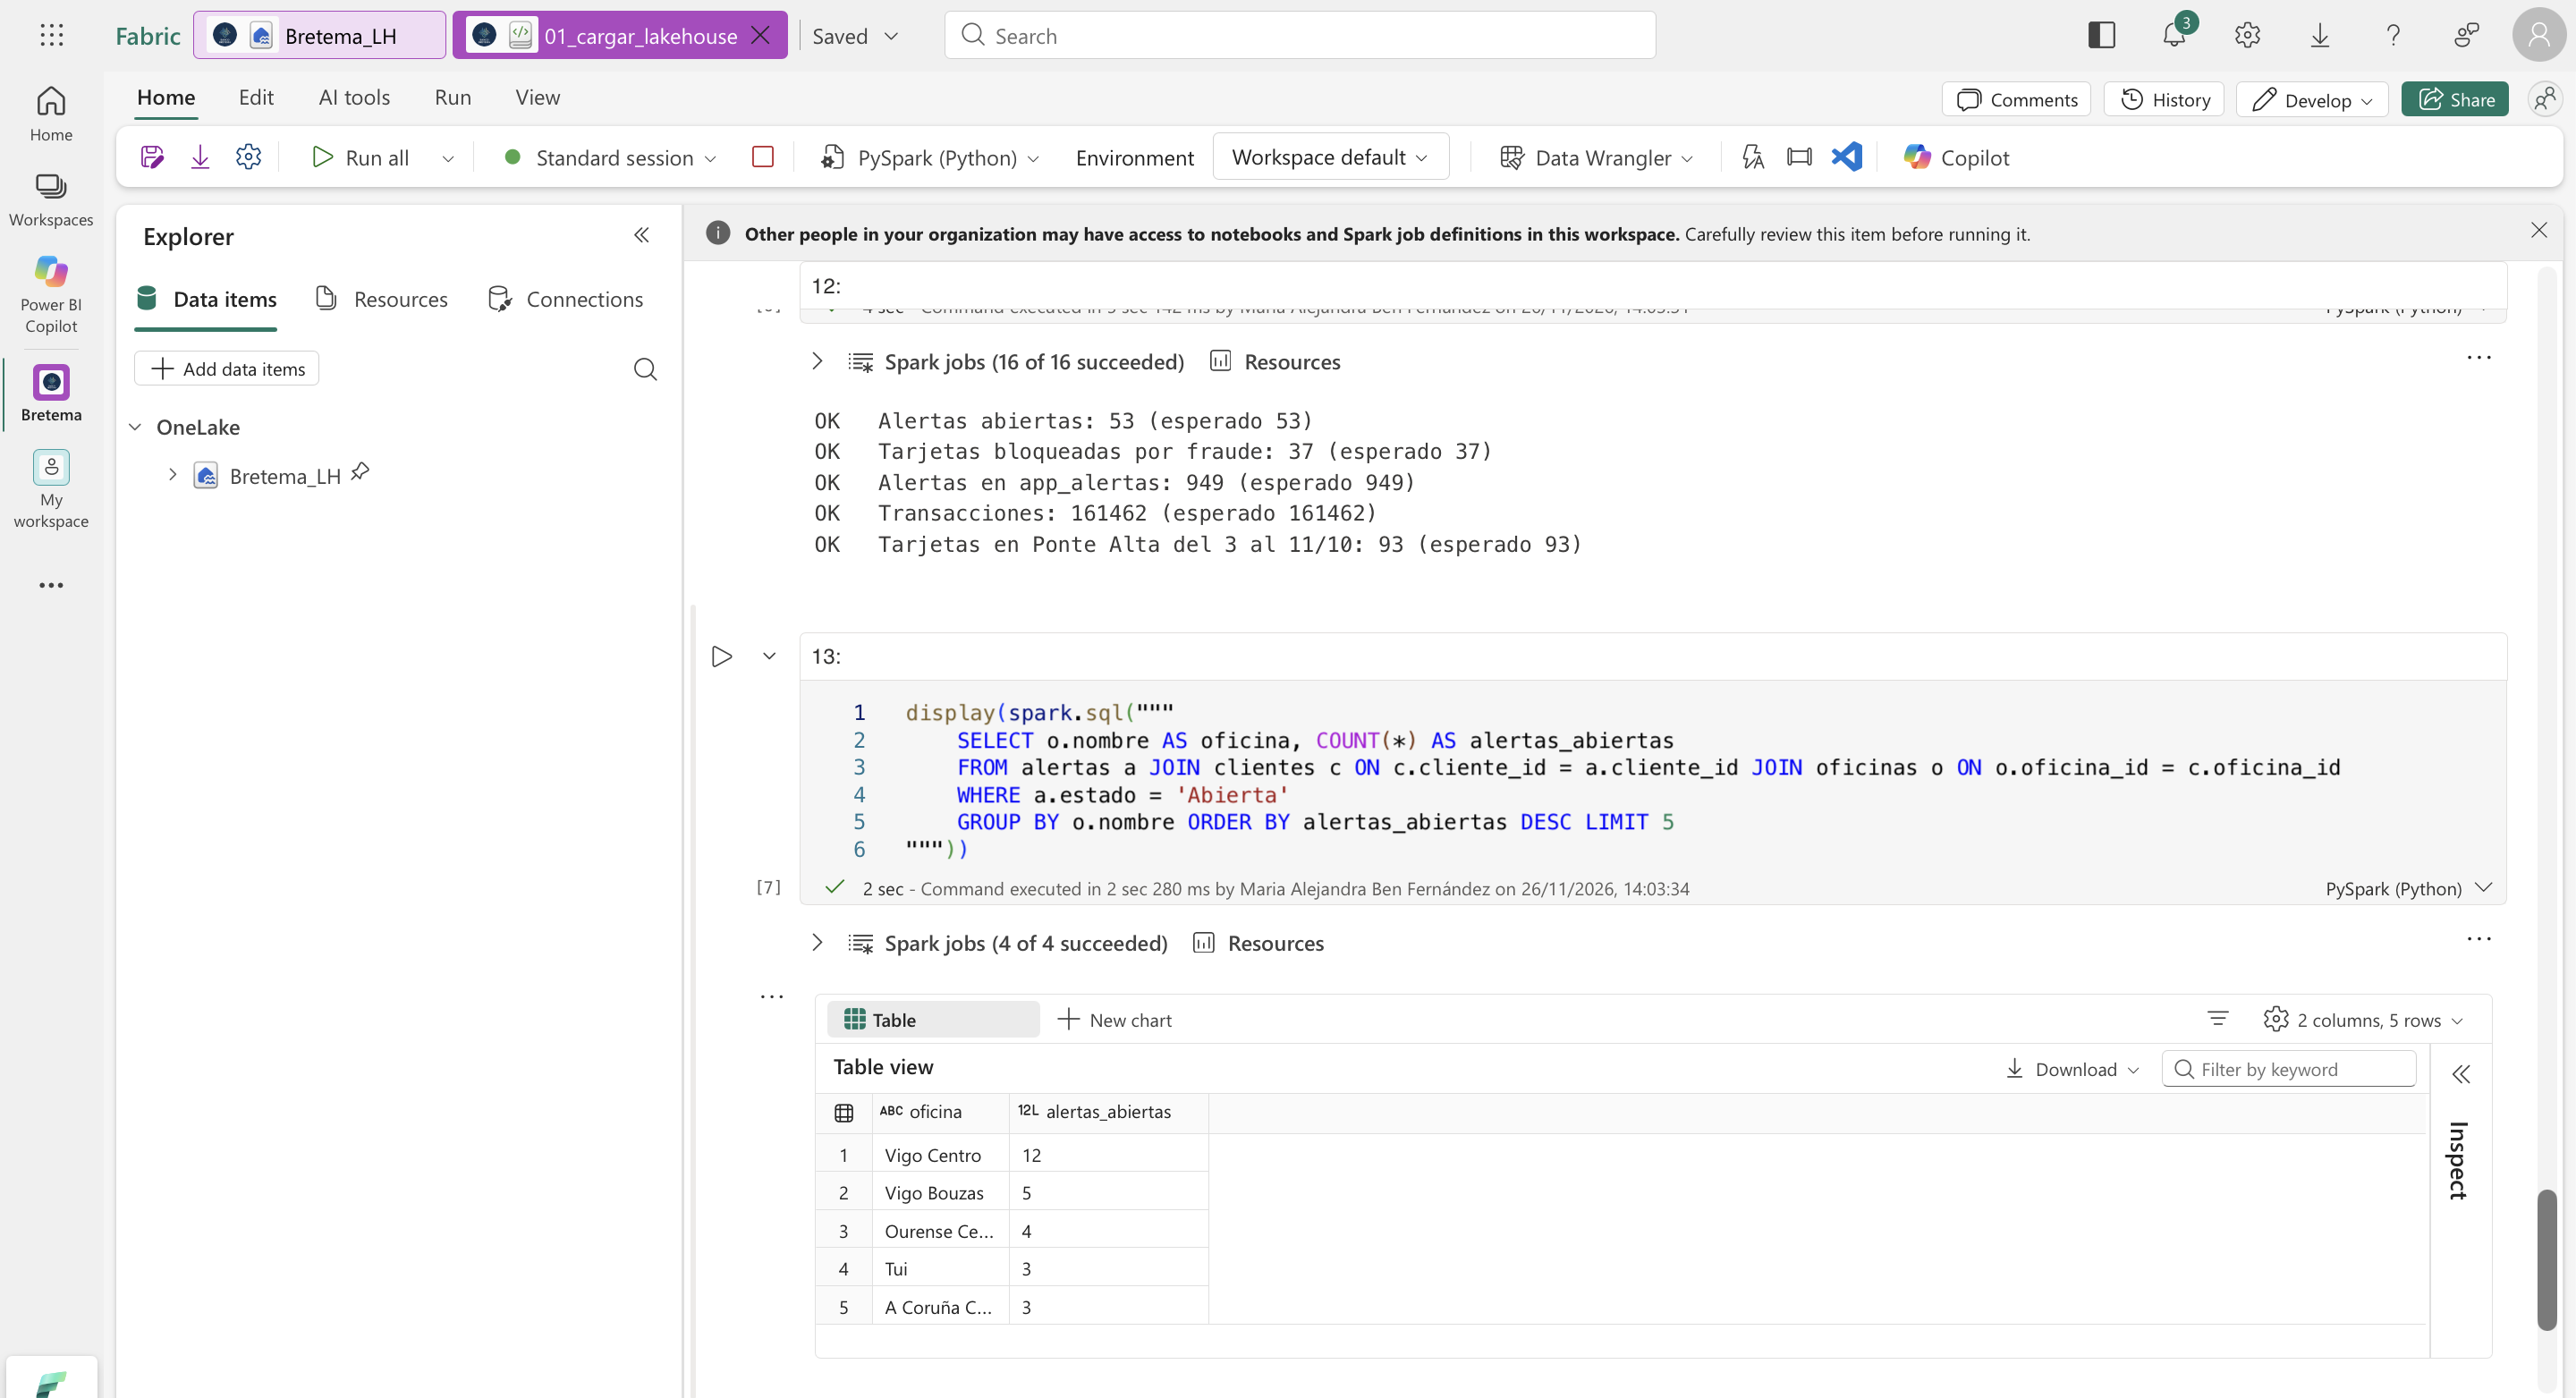 Fabric
Bretema_LH
01_cargar_lakehouse
Saved
Search
3
Home
Edit
AI tools
Run
View
Comments
History
Develop
Share
Run all
Standard session
PySpark (Python)
Environment
Workspace default
Data Wrangler
Copilot
Home
Workspaces
Power BI
Copilot
Bretema
My
workspace
Explorer
Data items
Resources
Connections
Add data items
OneLake
Bretema_LH
Other people in your organization may have access to notebooks and Spark job definitions in this workspace. Carefully review this item before running it.
12:
Spark jobs (16 of 16 succeeded)
Resources
OK Alertas abiertas: 53 (esperado 53)
OK Tarjetas bloqueadas por fraude: 37 (esperado 37)
OK Alertas en app_alertas: 949 (esperado 949)
OK Transacciones: 161462 (esperado 161462)
OK Tarjetas en Ponte Alta del 3 al 11/10: 93 (esperado 93)
13:
1 display(spark.sql("""
2 SELECT o.nombre AS oficina, COUNT(*) AS alertas_abiertas
3 FROM alertas a JOIN clientes c ON c.cliente_id = a.cliente_id JOIN oficinas o ON o.oficina_id = c.oficina_id
4 WHERE a.estado = 'Abierta'
5 GROUP BY o.nombre ORDER BY alertas_abiertas DESC LIMIT 5
6 """))
[7]
2 sec - Command executed in 2 sec 280 ms by Maria Alejandra Ben Fernández on 26/11/2026, 14:03:34
PySpark (Python)
Spark jobs (4 of 4 succeeded)
Resources
Table
New chart
2 columns, 5 rows
Table view
Download
Filter by keyword
ABC oficina
12L alertas_abiertas
1 Vigo Centro 12
2 Vigo Bouzas 5
3 Ourense Ce... 4
4 Tui 3
5 A Coruña C... 3
Inspect